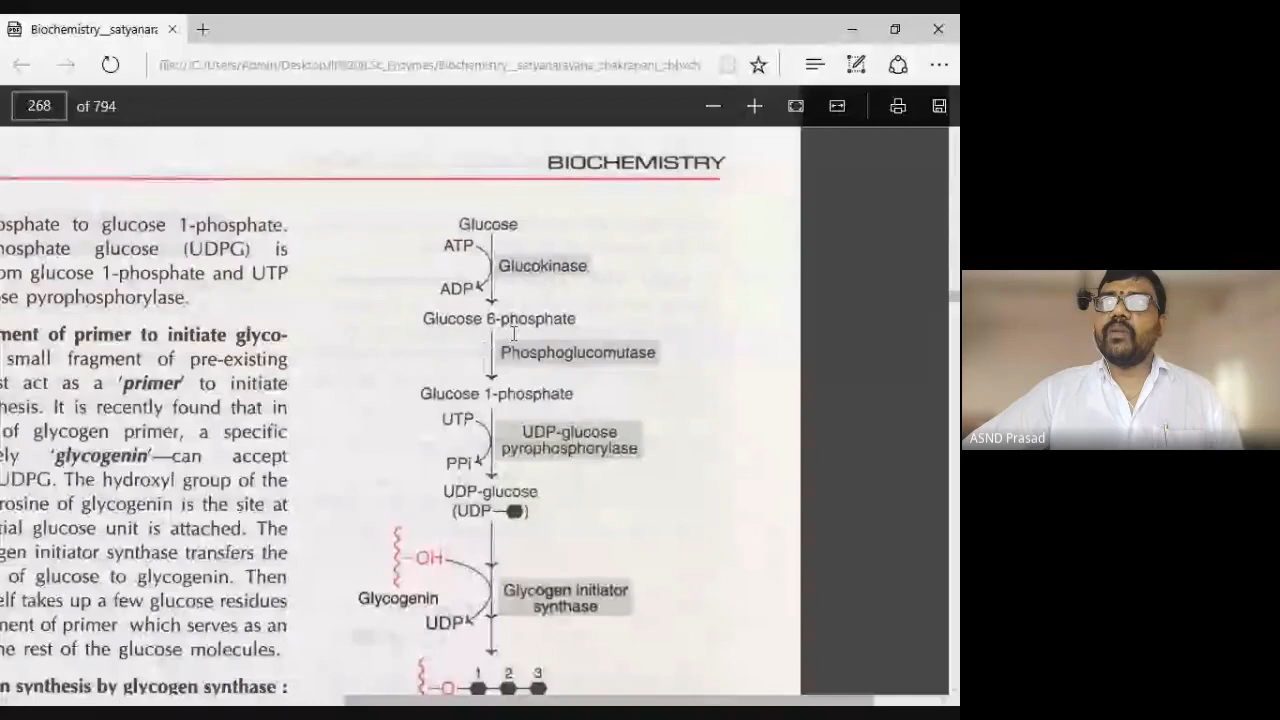 Biochemistry__satyanara
268 of 794
BIOCHEMISTRY
osphate to glucose 1-phosphate.
hosphate glucose (UDPG) is
om glucose 1-phosphate and UTP
ose pyrophosphorylase.
ment of primer to initiate glyco-
small fragment of pre-existing
st act as a 'primer' to initiate
hesis. It is recently found that in
of glycogen primer, a specific
ely 'glycogenin'—can accept
UDPG. The hydroxyl group of the
rosine of glycogenin is the site at
tial glucose unit is attached. The
gen initiator synthase transfers the
of glucose to glycogenin. Then
elf takes up a few glucose residues
ment of primer which serves as an
he rest of the glucose molecules.
n synthesis by glycogen synthase :
Glucose
ATP
Glucokinase
ADP
Glucose 6-phosphate
Phosphoglucomutase
Glucose 1-phosphate
UTP
UDP-glucose
pyrophosphorylase
PPi
UDP-glucose
(UDP—)
OH
Glycogenin
Glycogen initiator
synthase
UDP
1 2 3
O
ASND Prasad